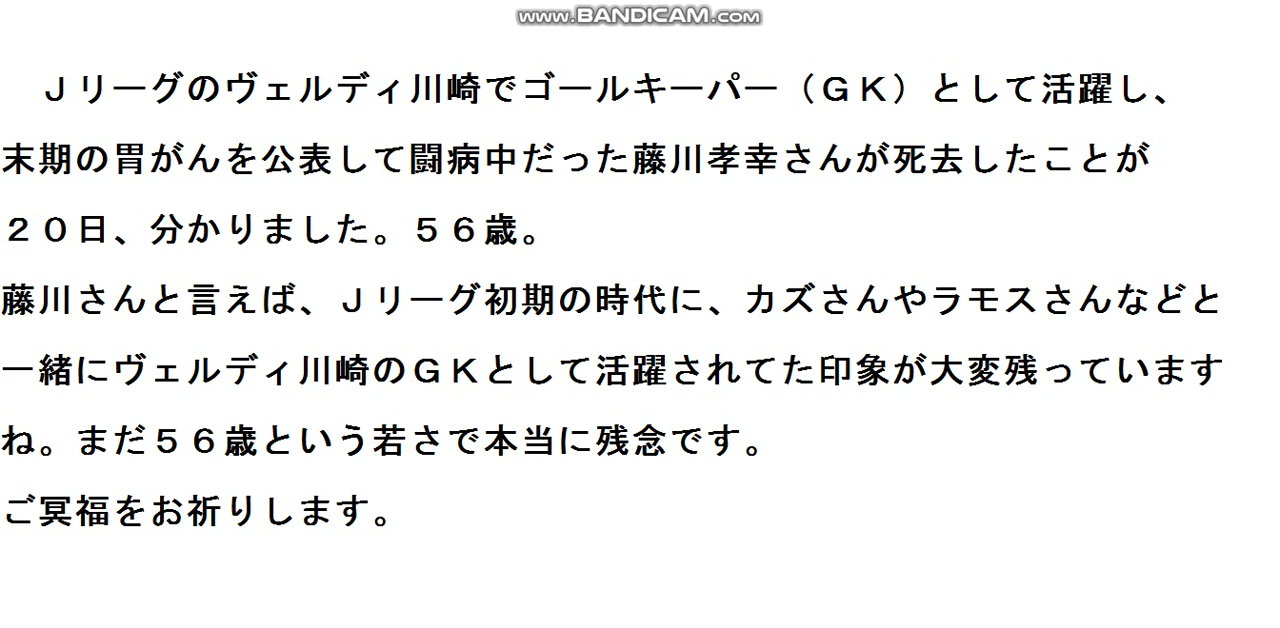 www.BANDICAM.com
　Ｊリーグのヴェルディ川崎でゴールキーパー（ＧＫ）として活躍し、
末期の胃がんを公表して闘病中だった藤川孝幸さんが死去したことが
２０日、分かりました。５６歳。
藤川さんと言えば、Ｊリーグ初期の時代に、カズさんやラモスさんなどと
一緒にヴェルディ川崎のＧＫとして活躍されてた印象が大変残っています
ね。まだ５６歳という若さで本当に残念です。
ご冥福をお祈りします。